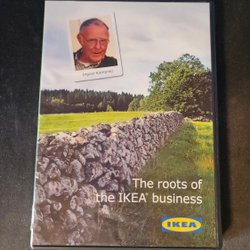 Ingvar Kamprad
The roots of
the IKEA® business
IKEA